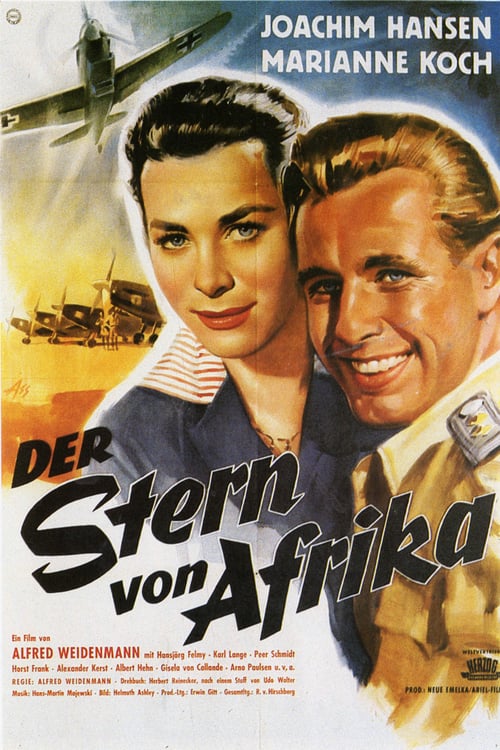 JOACHIM HANSEN
MARIANNE KOCH
Ass
DER
Stern
von Afrika
Ein Film von
ALFRED WEIDENMANN mit Hansjörg Felmy - Karl Lange - Peer Schmidt
Horst Frank - Alexander Kerst - Albert Hehn - Gisela von Collande - Arno Paulsen u. v. a.
REGIE: ALFRED WEIDENMANN - Drehbuch: Herbert Reinecker, nach einem Stoff von Udo Wolter
Musik: Hans-Martin Majewski - Bild: Helmuth Ashley - Prod.-Ltg.: Erwin Gitt - Gesamtltg.: R. v. Hirschberg
WELTVERTRIEB
HERZOG
PROD.: NEUE EMELKA/ARIEL-FILM